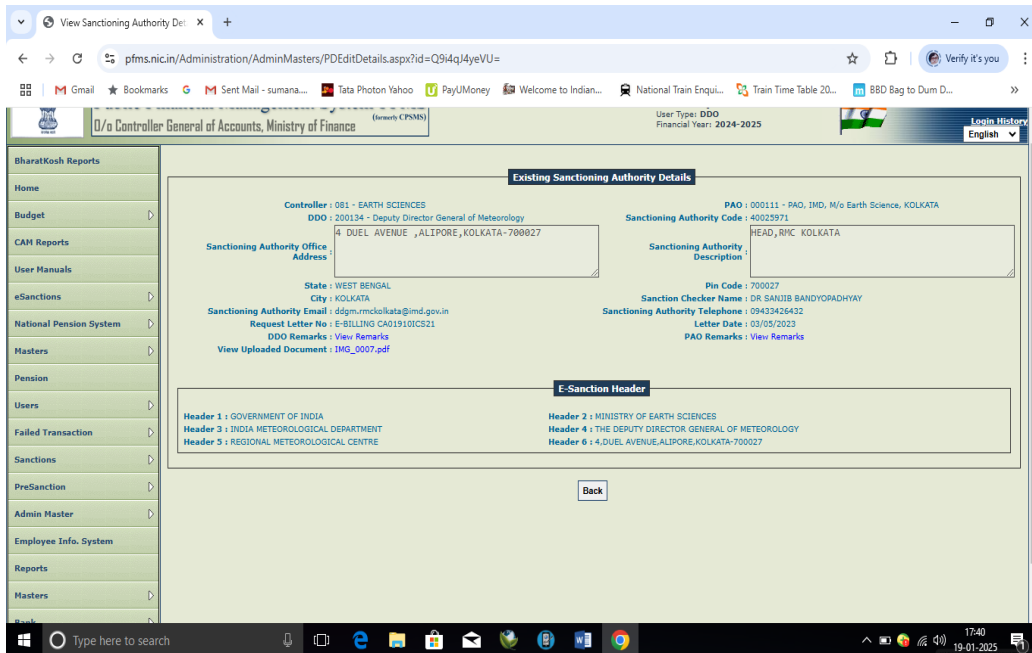 View Sanctioning Authority Det
pfms.nic.in/Administration/AdminMasters/PDEditDetails.aspx?id=Q9i4qJ4yeVU=
Verify it's you
Gmail
Bookmarks
Sent Mail - sumana....
Tata Photon Yahoo
PayUMoney
Welcome to Indian...
National Train Enqui...
Train Time Table 20...
BBD Bag to Dum D...
(formerly CPSMS)
O/o Controller General of Accounts, Ministry of Finance
User Type: DDO
Financial Year: 2024-2025
Login History
English
BharatKosh Reports
Home
Budget
CAM Reports
User Manuals
eSanctions
National Pension System
Masters
Pension
Users
Failed Transaction
Sanctions
PreSanction
Admin Master
Employee Info. System
Reports
Masters
Bank
Existing Sanctioning Authority Details
Controller : 081 - EARTH SCIENCES
PAO : 000111 - PAO, IMD, M/o Earth Science, KOLKATA
DDO : 200134 - Deputy Director General of Meteorology
Sanctioning Authority Code : 40025971
Sanctioning Authority Office Address : 4 DUEL AVENUE ,ALIPORE,KOLKATA-700027
Sanctioning Authority Description : HEAD,RMC KOLKATA
State : WEST BENGAL
Pin Code : 700027
City : KOLKATA
Sanction Checker Name : DR SANJIB BANDYOPADHYAY
Sanctioning Authority Email : ddgm.rmckolkata@imd.gov.in
Sanctioning Authority Telephone : 09433426432
Request Letter No : E-BILLING CA01910ICS21
Letter Date : 03/05/2023
DDO Remarks : View Remarks
PAO Remarks : View Remarks
View Uploaded Document : IMG_0007.pdf
E-Sanction Header
Header 1 : GOVERNMENT OF INDIA
Header 2 : MINISTRY OF EARTH SCIENCES
Header 3 : INDIA METEOROLOGICAL DEPARTMENT
Header 4 : THE DEPUTY DIRECTOR GENERAL OF METEOROLOGY
Header 5 : REGIONAL METEOROLOGICAL CENTRE
Header 6 : 4,DUEL AVENUE,ALIPORE,KOLKATA-700027
Back
Type here to search
17:40
19-01-2025